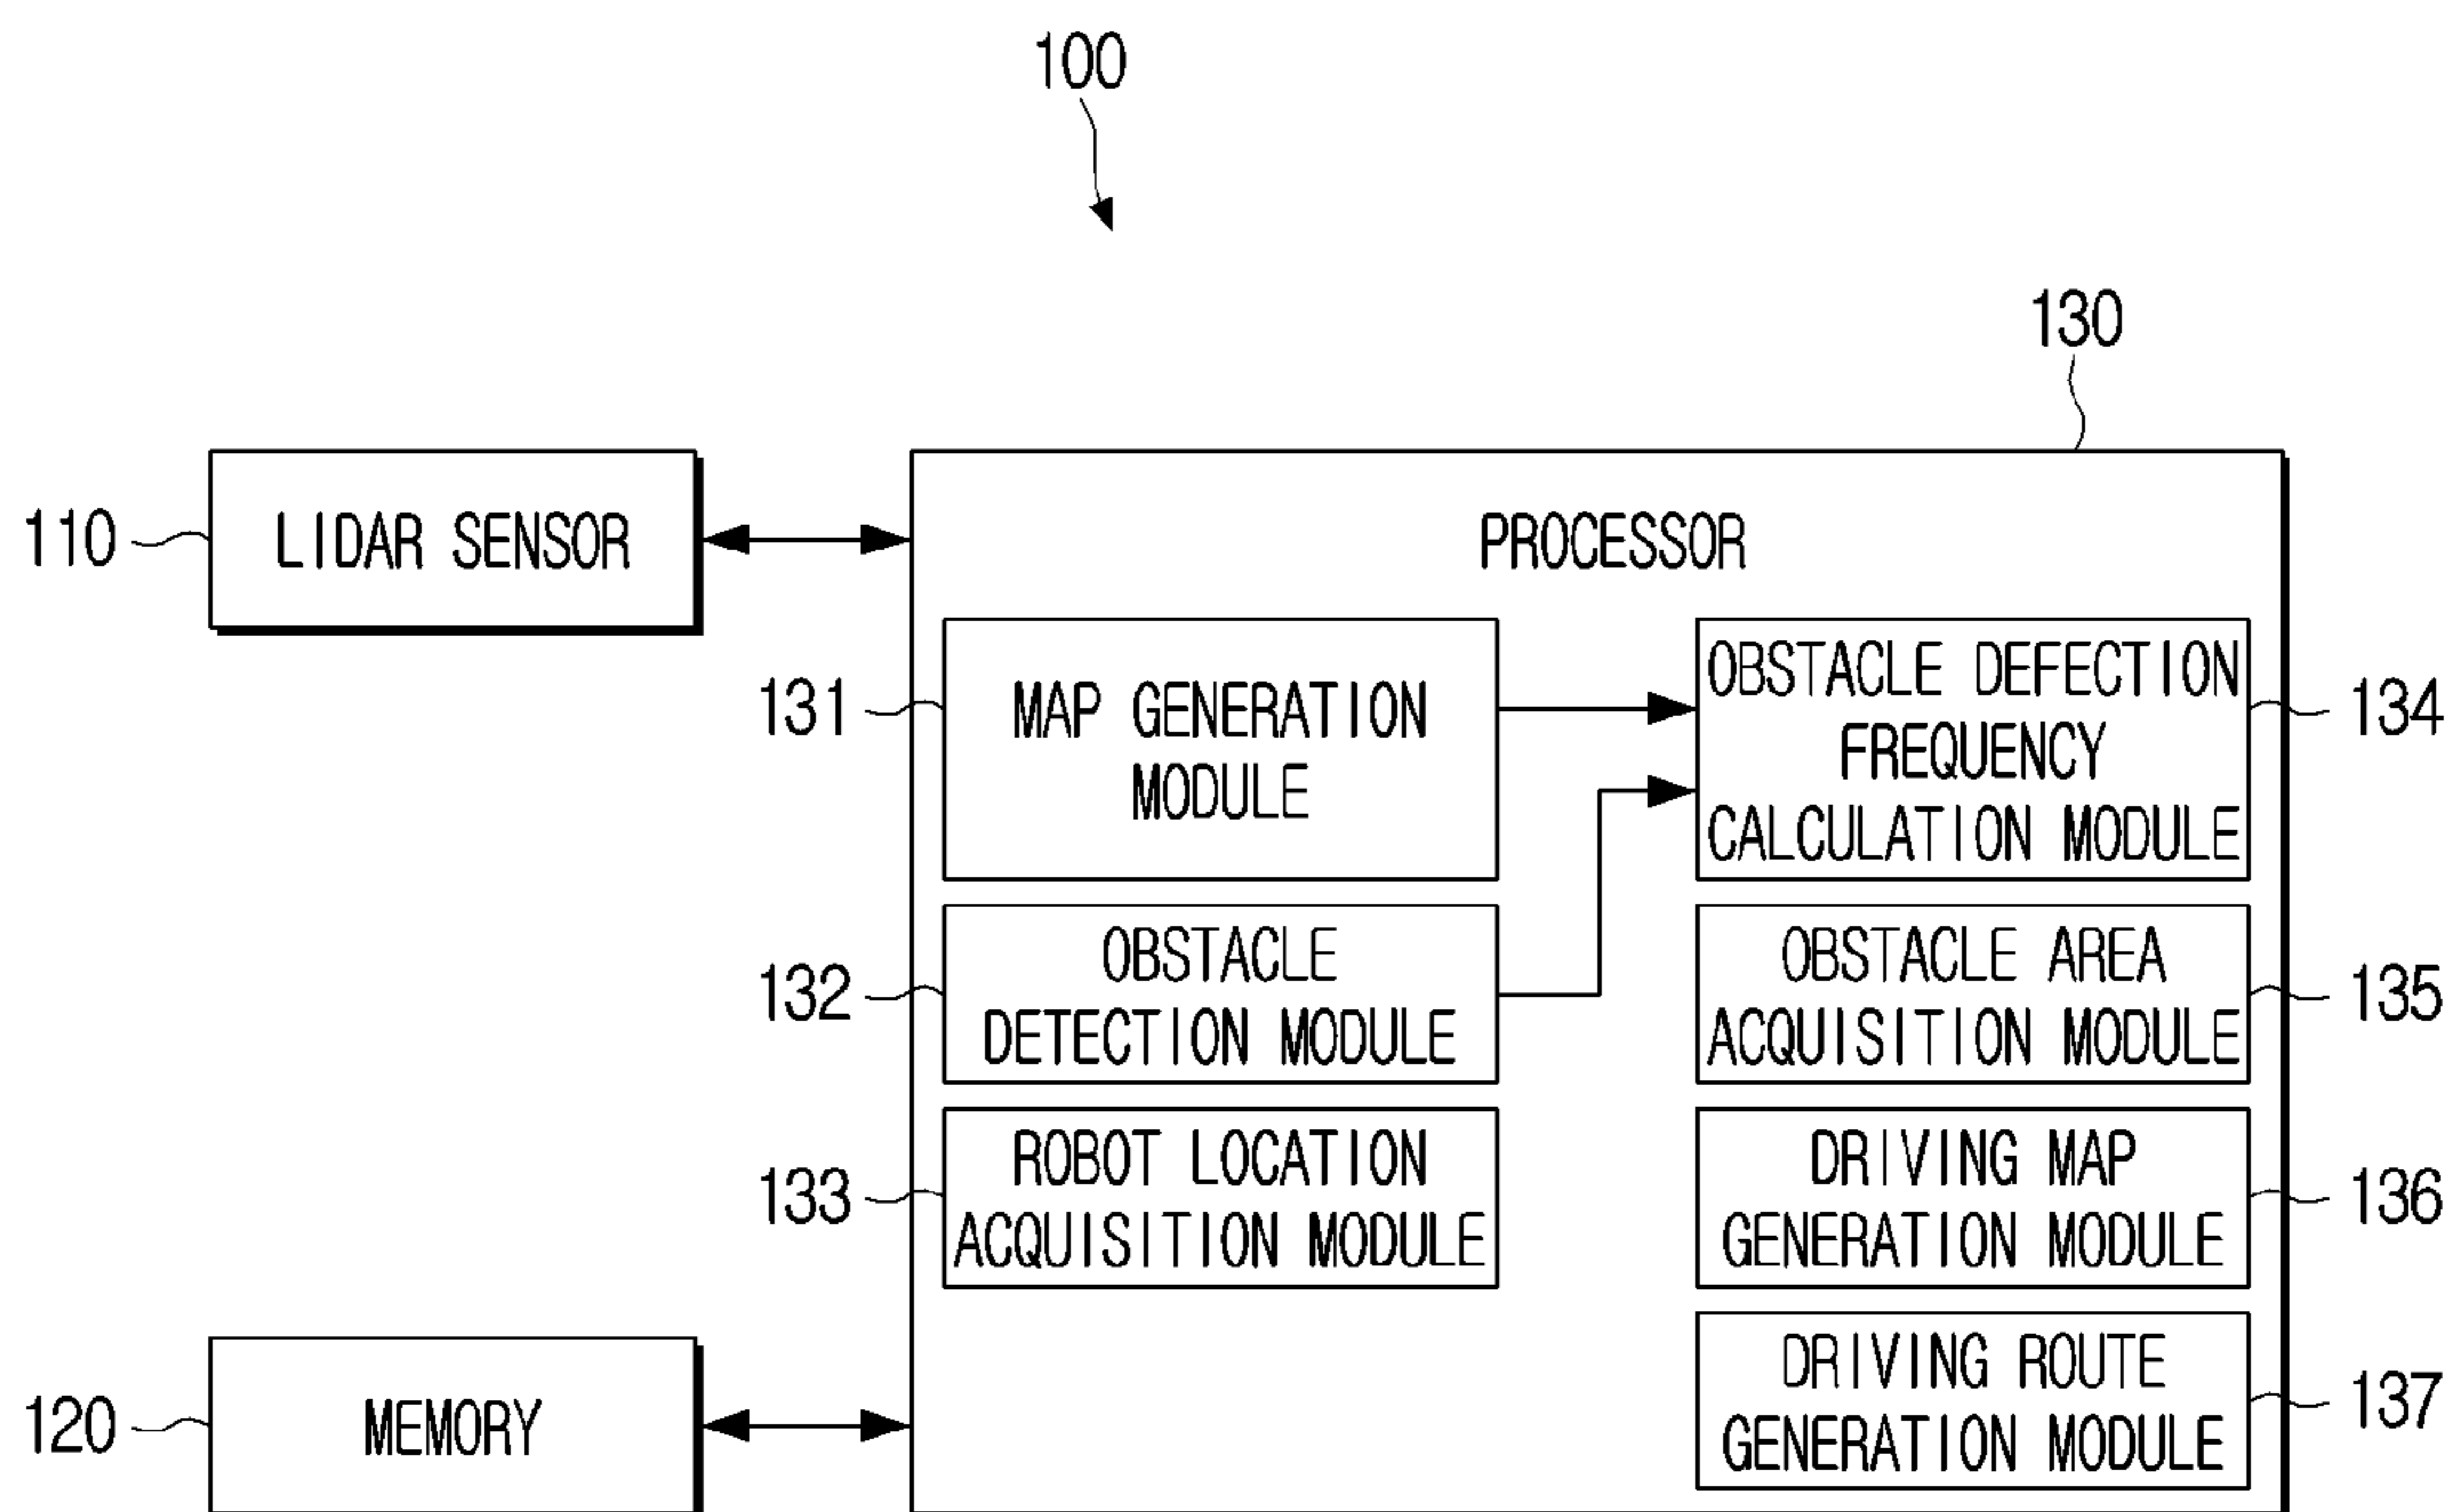 100
130
110
LIDAR SENSOR
PROCESSOR
131
MAP GENERATION
MODULE
OBSTACLE DEFECTION
FREQUENCY
CALCULATION MODULE
134
132
OBSTACLE
DETECTION MODULE
OBSTACLE AREA
ACQUISITION MODULE
135
133
ROBOT LOCATION
ACQUISITION MODULE
DRIVING MAP
GENERATION MODULE
136
120
MEMORY
DRIVING ROUTE
GENERATION MODULE
137